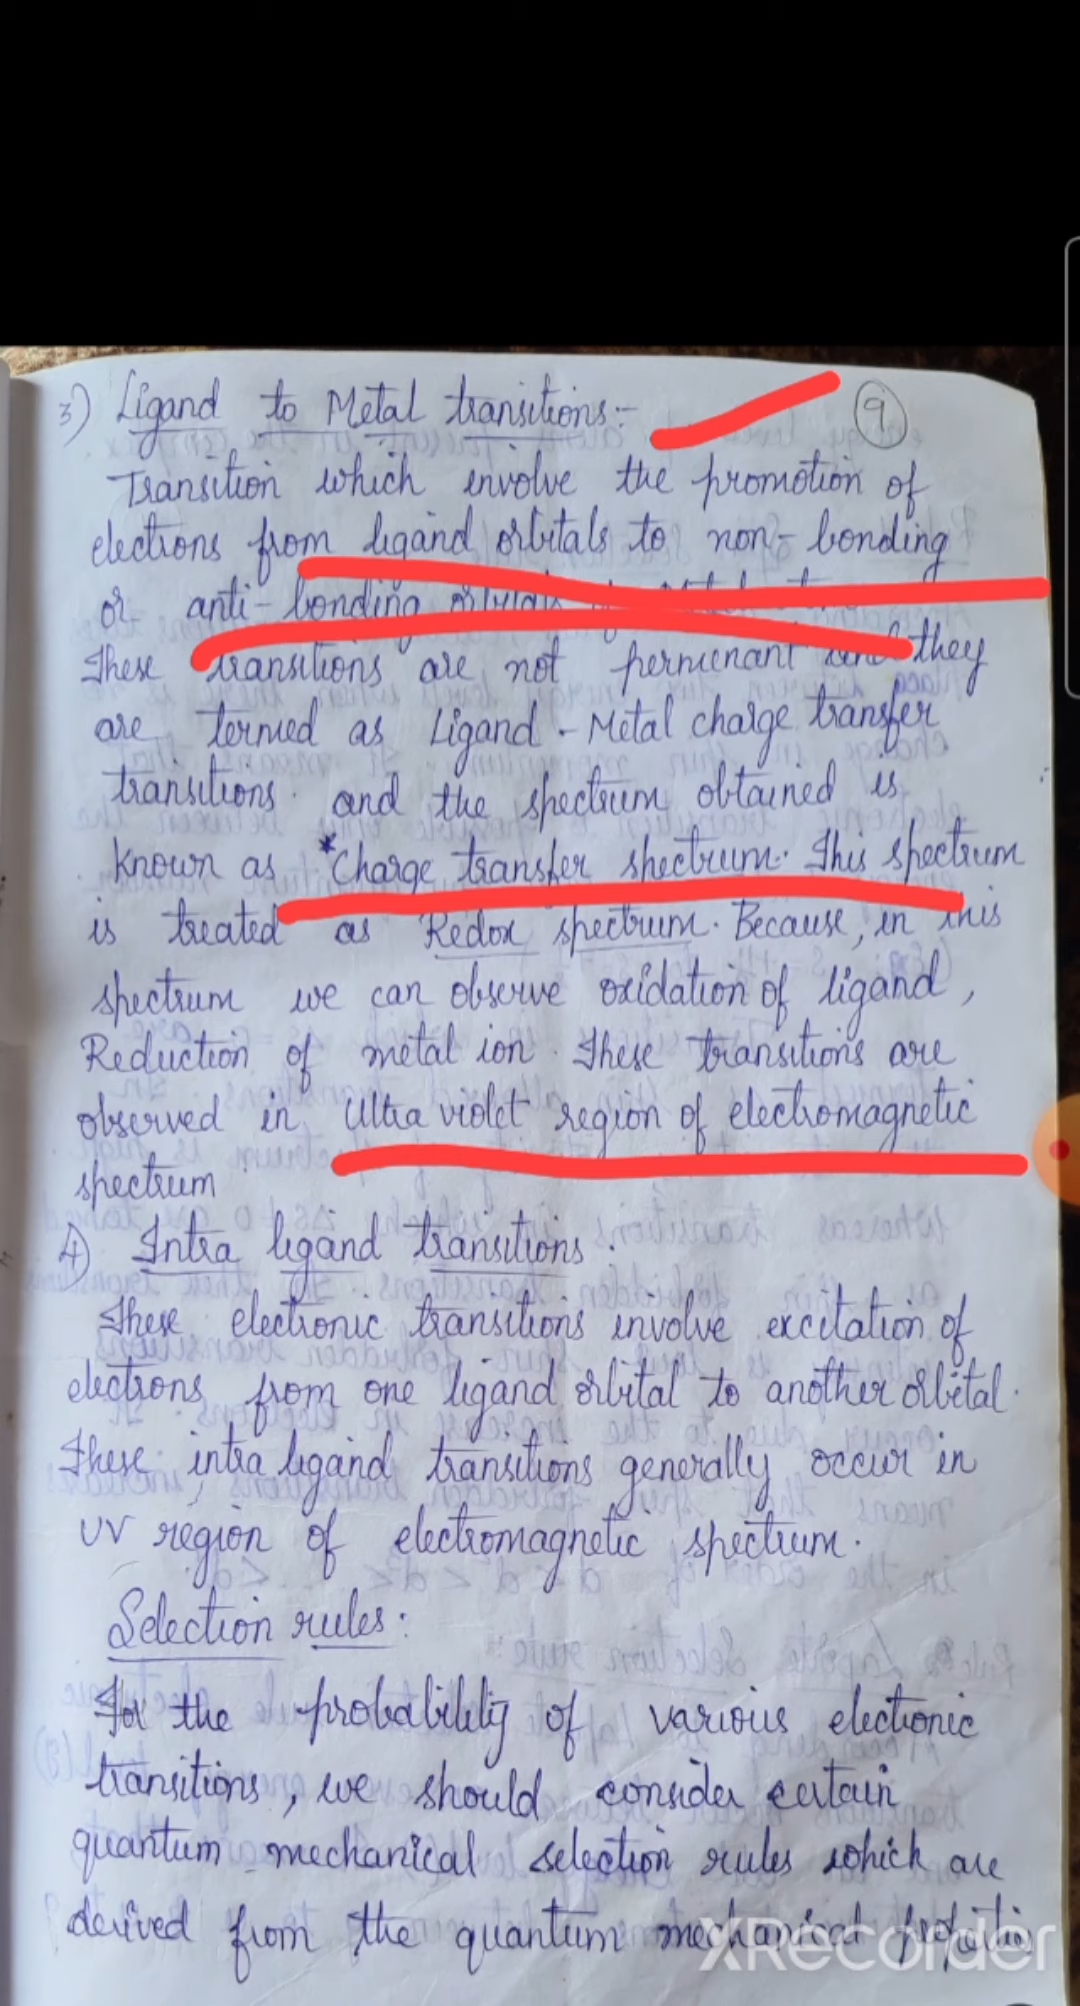 3) Ligand to Metal transitions:- 9
Transition which involve the promotion of
elections from ligand orbitals to non-bonding
or anti-bonding
These transitions are not permenant and they
are termed as Ligand-Metal charge transfer
transitions. and the spectrum obtained is
known as *Charge transfer spectrum. This spectrum
is treated as Redox spectrum. Because, in this
spectrum we can observe oxidation of ligand,
Reduction of metal ion. These transitions are
observed in Ultra violet region of electromagnetic
spectrum
4) Intra ligand transitions.
These electronic transitions involve excitation of
electrons from one ligand orbital to another orbital.
These intra ligand transitions generally occur in
UV region of electromagnetic spectrum.
Selection rules:
For the probability of various electronic
transitions, we should consider certain
quantum mechanical selection rules which are
derived from the quantum mechanical
XRecorder